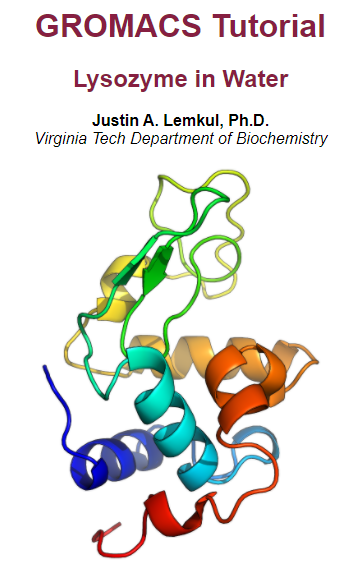 GROMACS Tutorial
Lysozyme in Water
Justin A. Lemkul, Ph.D.
Virginia Tech Department of Biochemistry